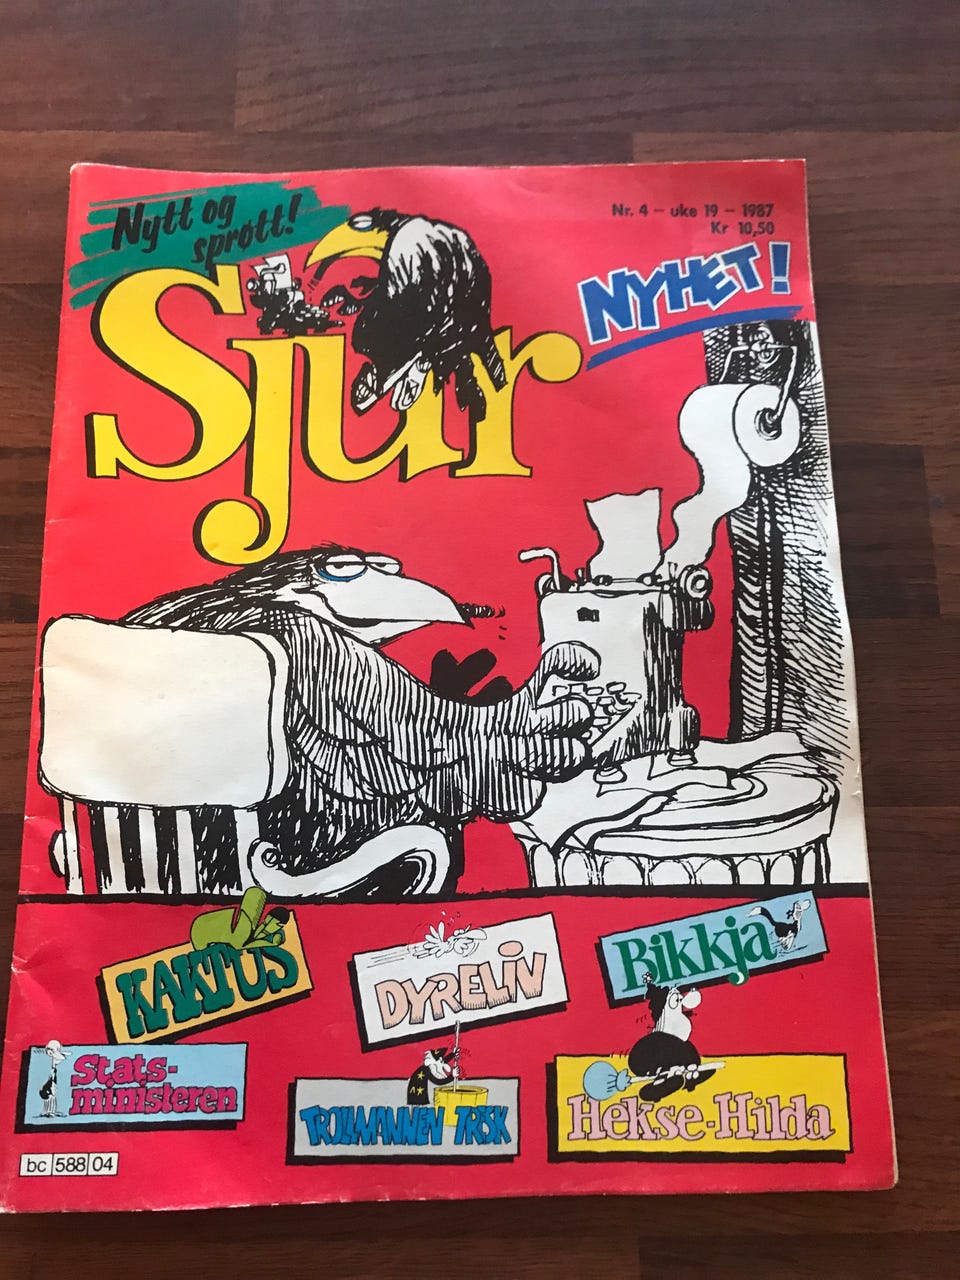 Nytt og
sprøtt!
Sjur
Nr. 4 – uke 19 – 1987
Kr 10,50
NYHET!
KAKTUS
DYRELIV
Bikkja
Stats-
ministeren
TROLLMANNEN TRISK
Hekse-Hilda
bc 588 04